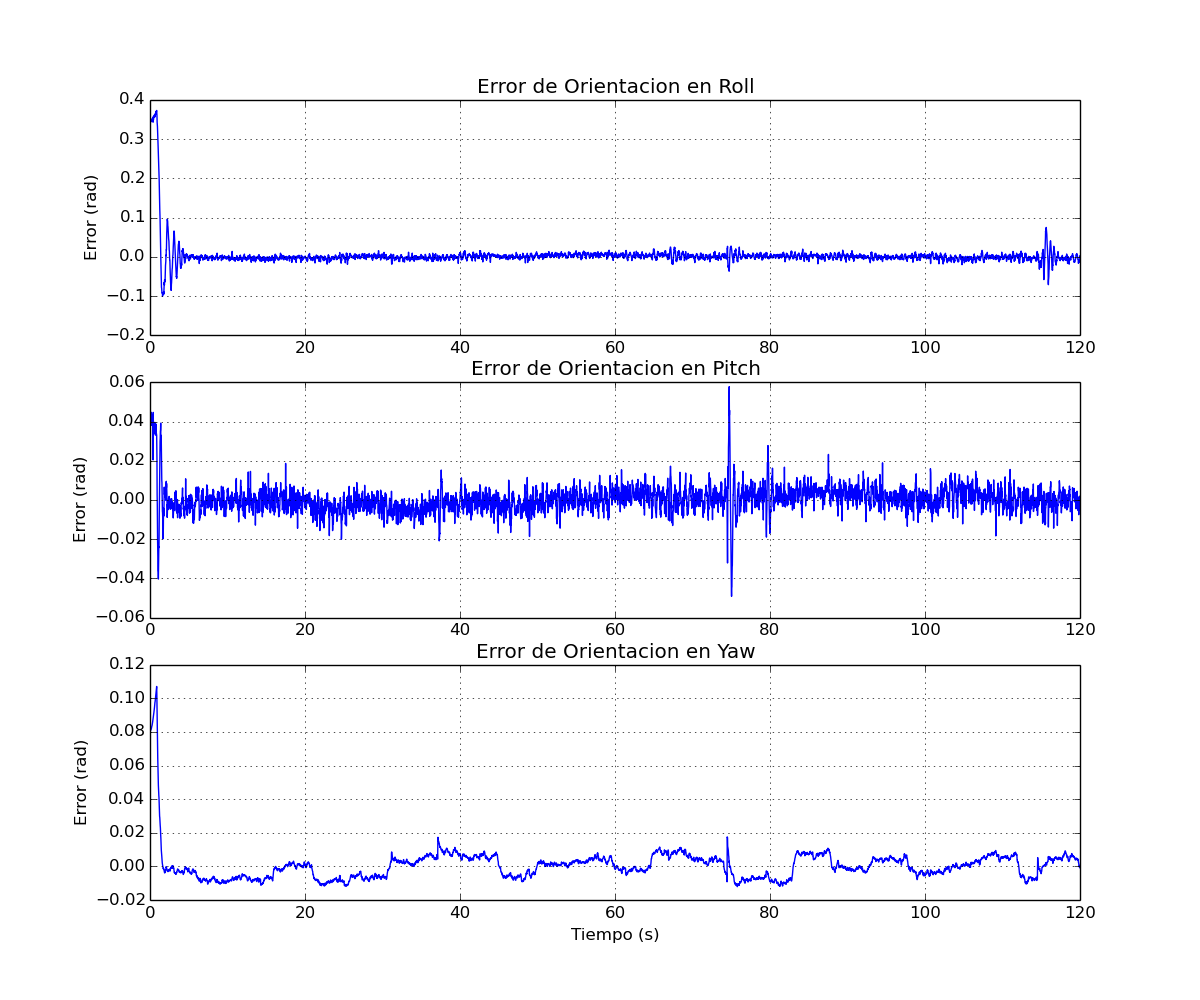 Error de Orientacion en Roll
0.4
0.3
0.2
0.1
0.0
−0.1
−0.2
Error (rad)
0 20 40 60 80 100 120
Error de Orientacion en Pitch
0.06
0.04
0.02
0.00
−0.02
−0.04
−0.06
Error (rad)
0 20 40 60 80 100 120
Error de Orientacion en Yaw
0.12
0.10
0.08
0.06
0.04
0.02
0.00
−0.02
Error (rad)
0 20 40 60 80 100 120
Tiempo (s)